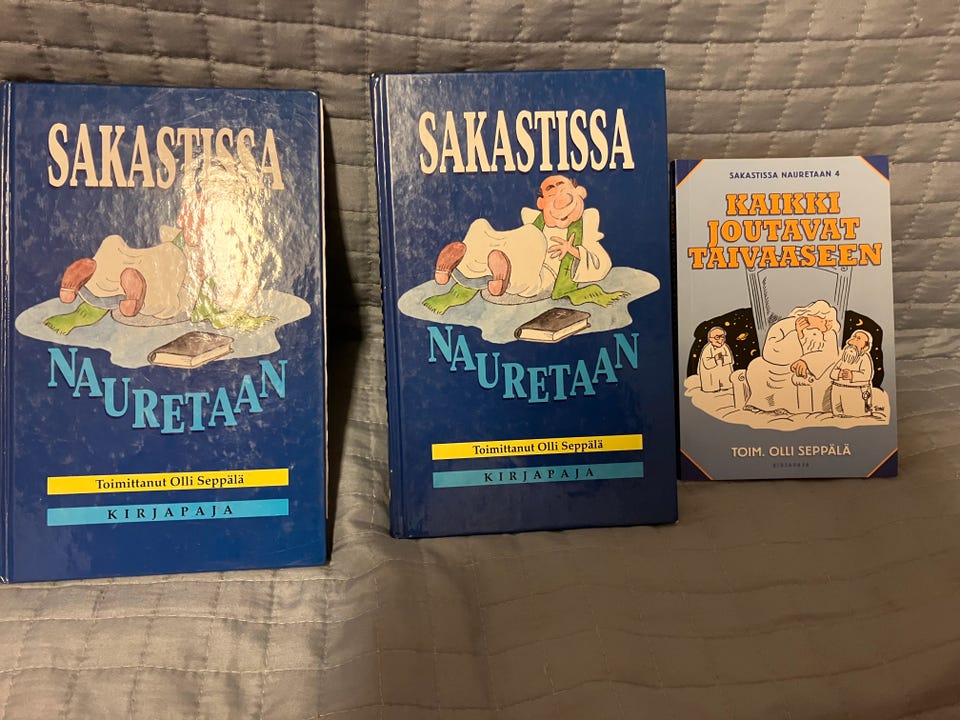 SAKASTISSA
NAURETAAN
Toimittanut Olli Seppälä
KIRJAPAJA
SAKASTISSA
NAURETAAN
Toimittanut Olli Seppälä
KIRJAPAJA
SAKASTISSA NAURETAAN 4
KAIKKI
JOUTAVAT
TAIVAASEEN
TOIM. OLLI SEPPÄLÄ
KIRJAPAJA